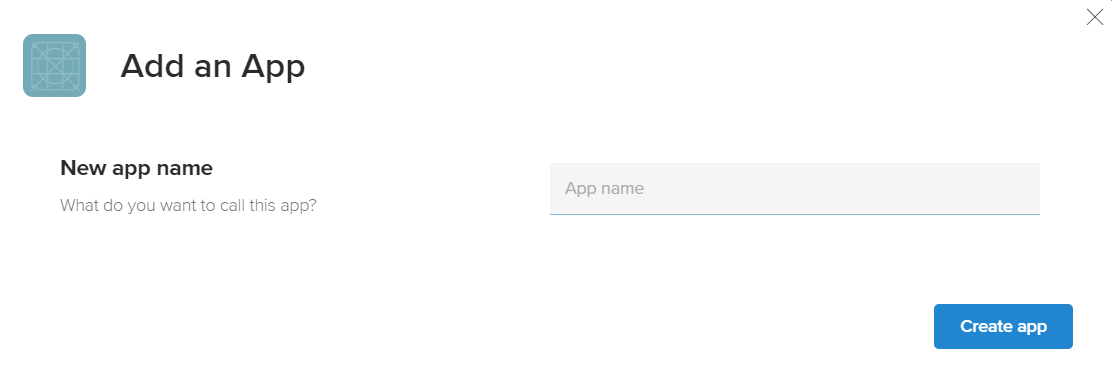 Add an App
New app name
What do you want to call this app?
App name
Create app